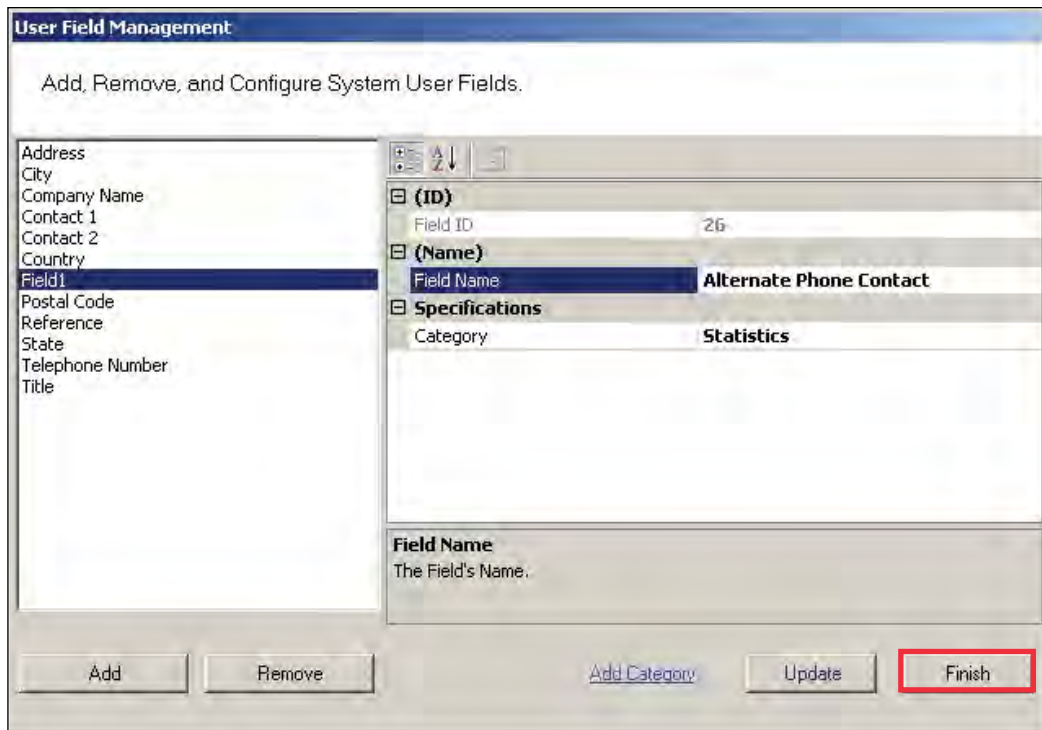 User Field Management
Add, Remove, and Configure System User Fields.
Address
City
Company Name
Contact 1
Contact 2
Country
Field1
Postal Code
Reference
State
Telephone Number
Title
(ID)
Field ID 26
(Name)
Field Name Alternate Phone Contact
Specifications
Category Statistics
Field Name
The Field's Name.
Add Remove Add Category Update Finish